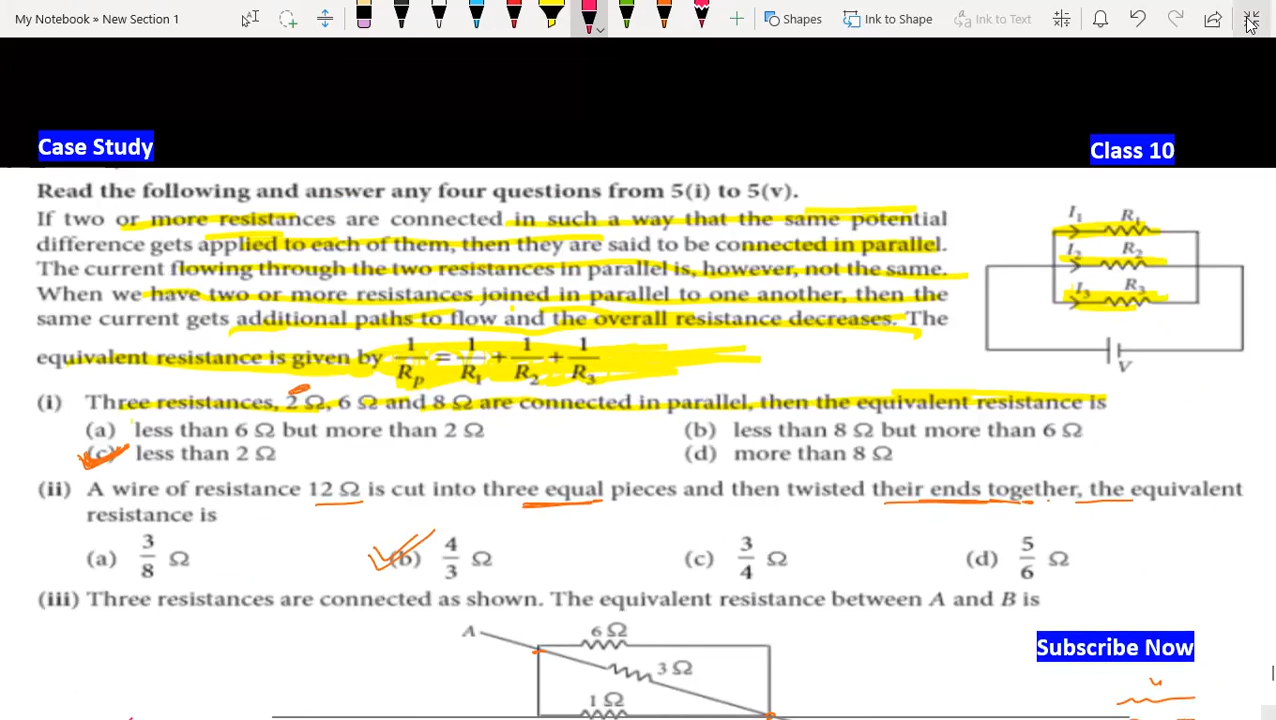 My Notebook » New Section 1
Shapes
Ink to Shape
Ink to Text
Case Study
Class 10
Read the following and answer any four questions from 5(i) to 5(v).
If two or more resistances are connected in such a way that the same potential
difference gets applied to each of them, then they are said to be connected in parallel.
The current flowing through the two resistances in parallel is, however, not the same.
When we have two or more resistances joined in parallel to one another, then the
same current gets additional paths to flow and the overall resistance decreases. The
equivalent resistance is given by 1/Rp = 1/R1 + 1/R2 + 1/R3
I1 R1
I2 R2
I3 R3
V
(i) Three resistances, 2 Ω, 6 Ω and 8 Ω are connected in parallel, then the equivalent resistance is
(a) less than 6 Ω but more than 2 Ω
(b) less than 8 Ω but more than 6 Ω
(c) less than 2 Ω
(d) more than 8 Ω
(ii) A wire of resistance 12 Ω is cut into three equal pieces and then twisted their ends together, the equivalent
resistance is
(a) 3/8 Ω (b) 4/3 Ω (c) 3/4 Ω (d) 5/6 Ω
(iii) Three resistances are connected as shown. The equivalent resistance between A and B is
A
6 Ω
3 Ω
1 Ω
Subscribe Now